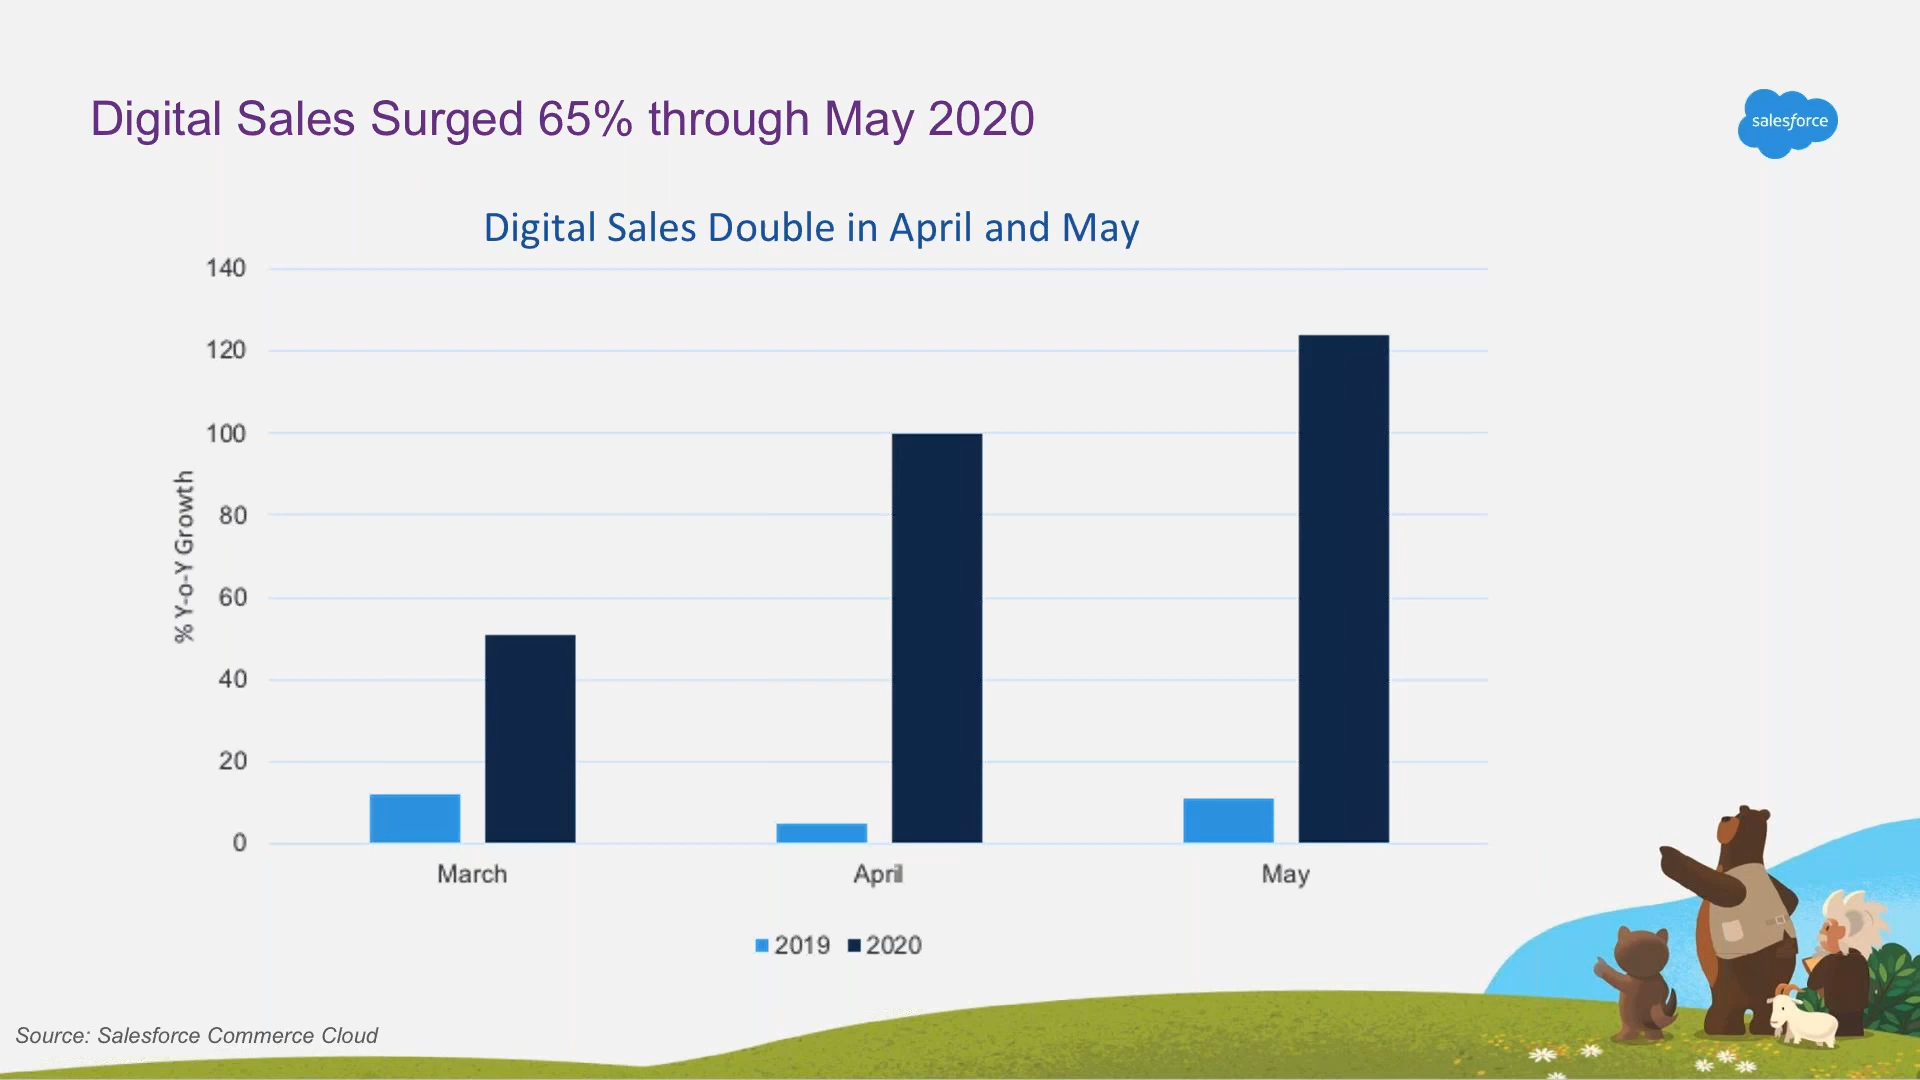 Digital Sales Surged 65% through May 2020
salesforce
Digital Sales Double in April and May
140
120
100
80
60
40
20
0
% Y-o-Y Growth
March
April
May
2019
2020
Source: Salesforce Commerce Cloud